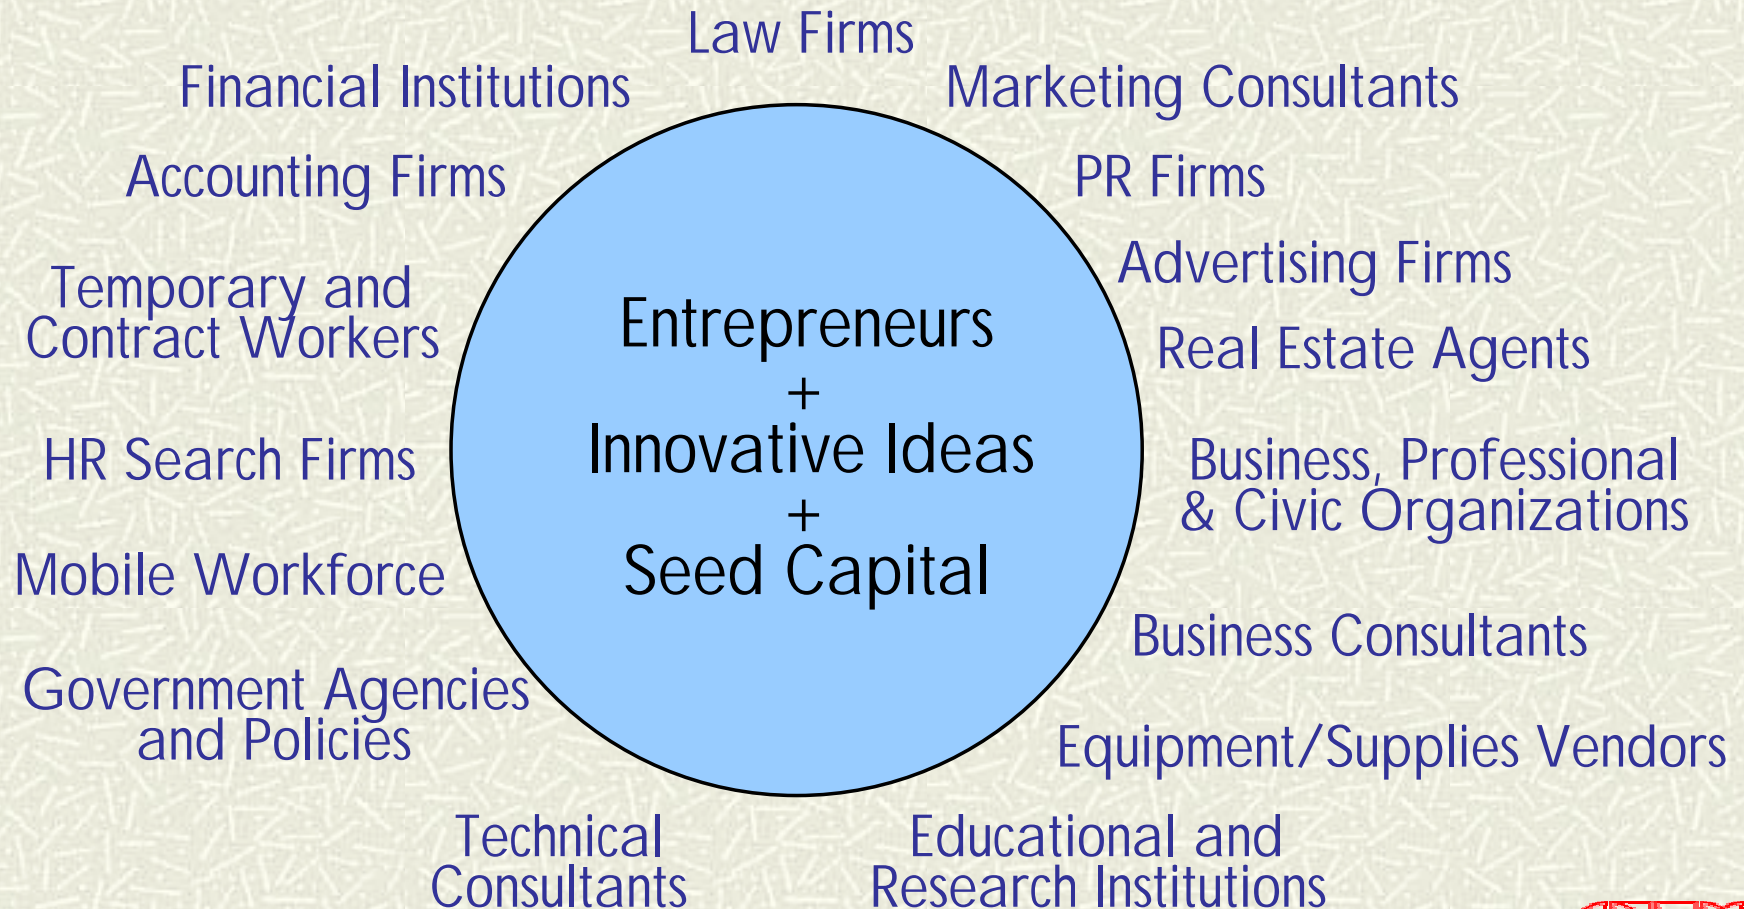 Law Firms
Financial Institutions
Marketing Consultants
Accounting Firms
PR Firms
Advertising Firms
Temporary and
Contract Workers
Entrepreneurs
+
Innovative Ideas
+
Seed Capital
Real Estate Agents
HR Search Firms
Business, Professional
& Civic Organizations
Mobile Workforce
Business Consultants
Government Agencies
and Policies
Equipment/Supplies Vendors
Technical
Consultants
Educational and
Research Institutions